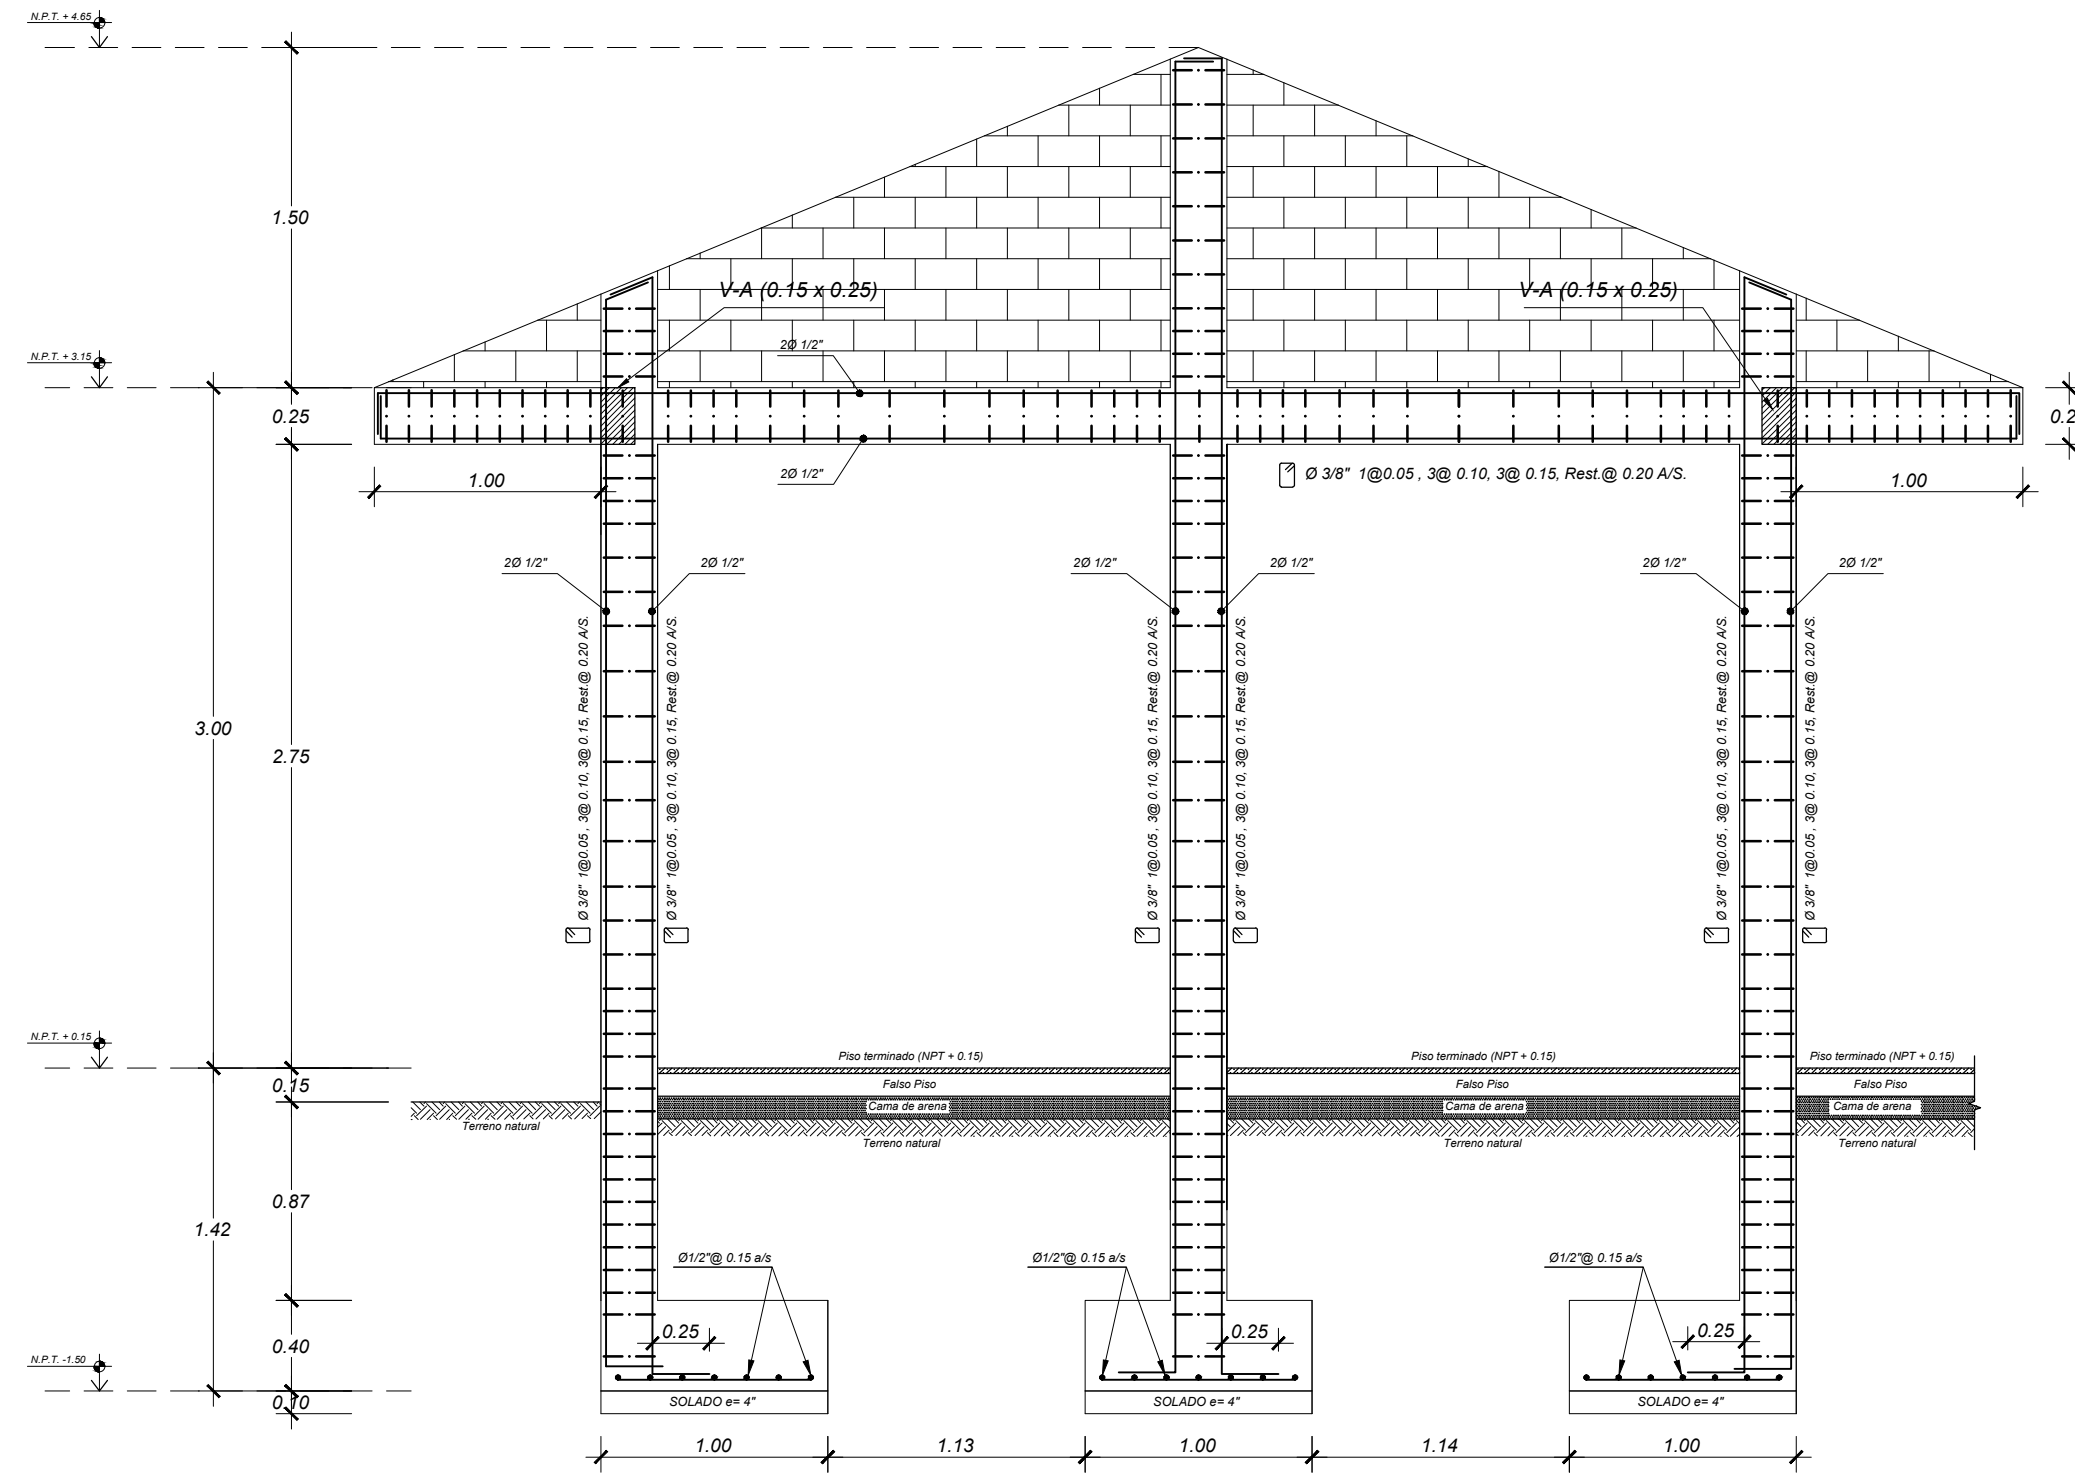 N.P.T. + 4.65
1.50
V-A (0.15 x 0.25)
V-A (0.15 x 0.25)
2Ø 1/2"
N.P.T. + 3.15
0.25
2Ø 1/2"
Ø 3/8" 1@0.05 , 3@ 0.10, 3@ 0.15, Rest.@ 0.20 A/S.
1.00
1.00
2Ø 1/2"
2Ø 1/2"
2Ø 1/2"
2Ø 1/2"
2Ø 1/2"
2Ø 1/2"
Ø 3/8" 1@0.05 , 3@ 0.10, 3@ 0.15, Rest.@ 0.20 A/S.
Ø 3/8" 1@0.05 , 3@ 0.10, 3@ 0.15, Rest.@ 0.20 A/S.
Ø 3/8" 1@0.05 , 3@ 0.10, 3@ 0.15, Rest.@ 0.20 A/S.
Ø 3/8" 1@0.05 , 3@ 0.10, 3@ 0.15, Rest.@ 0.20 A/S.
Ø 3/8" 1@0.05 , 3@ 0.10, 3@ 0.15, Rest.@ 0.20 A/S.
Ø 3/8" 1@0.05 , 3@ 0.10, 3@ 0.15, Rest.@ 0.20 A/S.
3.00
2.75
N.P.T. + 0.15
Piso terminado (NPT + 0.15)
Piso terminado (NPT + 0.15)
Piso terminado (NPT + 0.15)
0.15
Falso Piso
Falso Piso
Falso Piso
Cama de arena
Cama de arena
Cama de arena
Terreno natural
Terreno natural
Terreno natural
Terreno natural
0.87
1.42
Ø1/2"@ 0.15 a/s
Ø1/2"@ 0.15 a/s
Ø1/2"@ 0.15 a/s
0.25
0.25
0.25
0.40
N.P.T. -1.50
0.10
SOLADO e= 4"
SOLADO e= 4"
SOLADO e= 4"
1.00
1.13
1.00
1.14
1.00